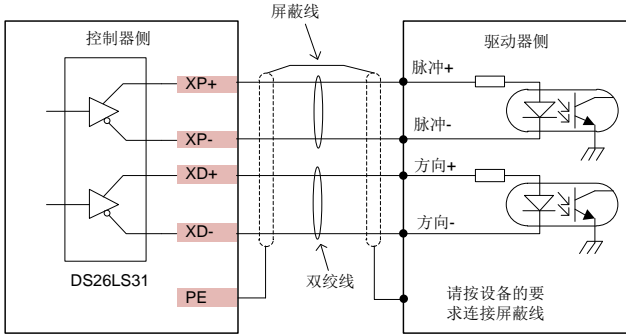 屏蔽线
控制器侧
驱动器侧
XP+
脉冲+
XP-
脉冲-
XD+
方向+
XD-
方向-
DS26LS31
双绞线
PE
请按设备的要
求连接屏蔽线